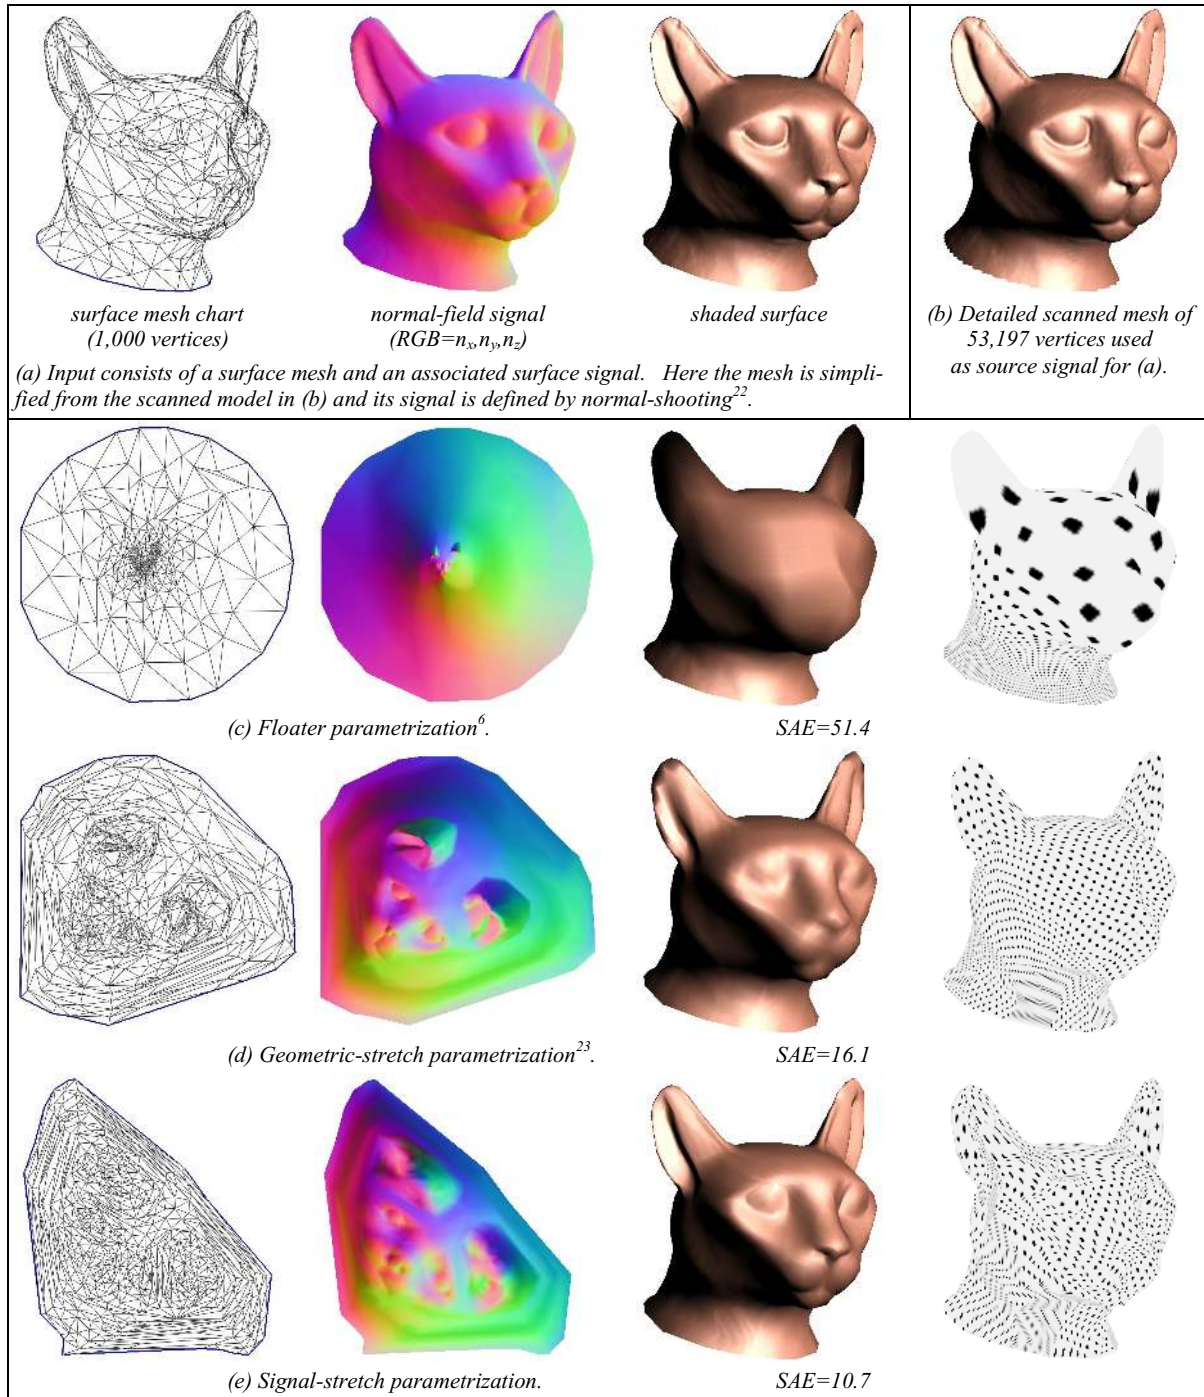 surface mesh chart
(1,000 vertices)
normal-field signal
(RGB=nx,ny,nz)
shaded surface
(a) Input consists of a surface mesh and an associated surface signal. Here the mesh is simpli-
fied from the scanned model in (b) and its signal is defined by normal-shooting22.
(b) Detailed scanned mesh of
53,197 vertices used
as source signal for (a).
(c) Floater parametrization6.
SAE=51.4
(d) Geometric-stretch parametrization23.
SAE=16.1
(e) Signal-stretch parametrization.
SAE=10.7